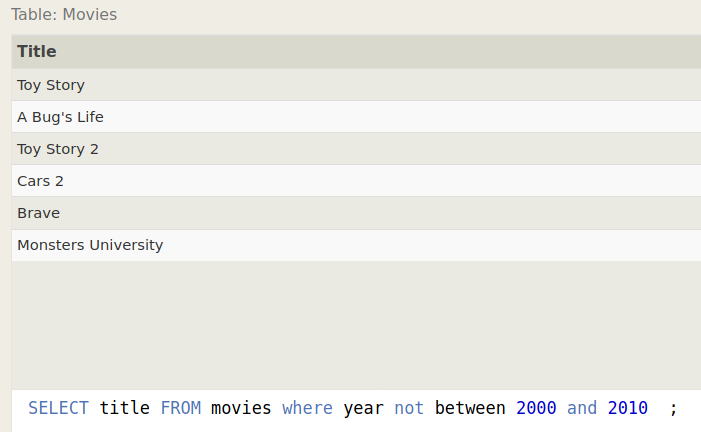 Table: Movies
Title
Toy Story
A Bug's Life
Toy Story 2
Cars 2
Brave
Monsters University
SELECT title FROM movies where year not between 2000 and 2010  ;